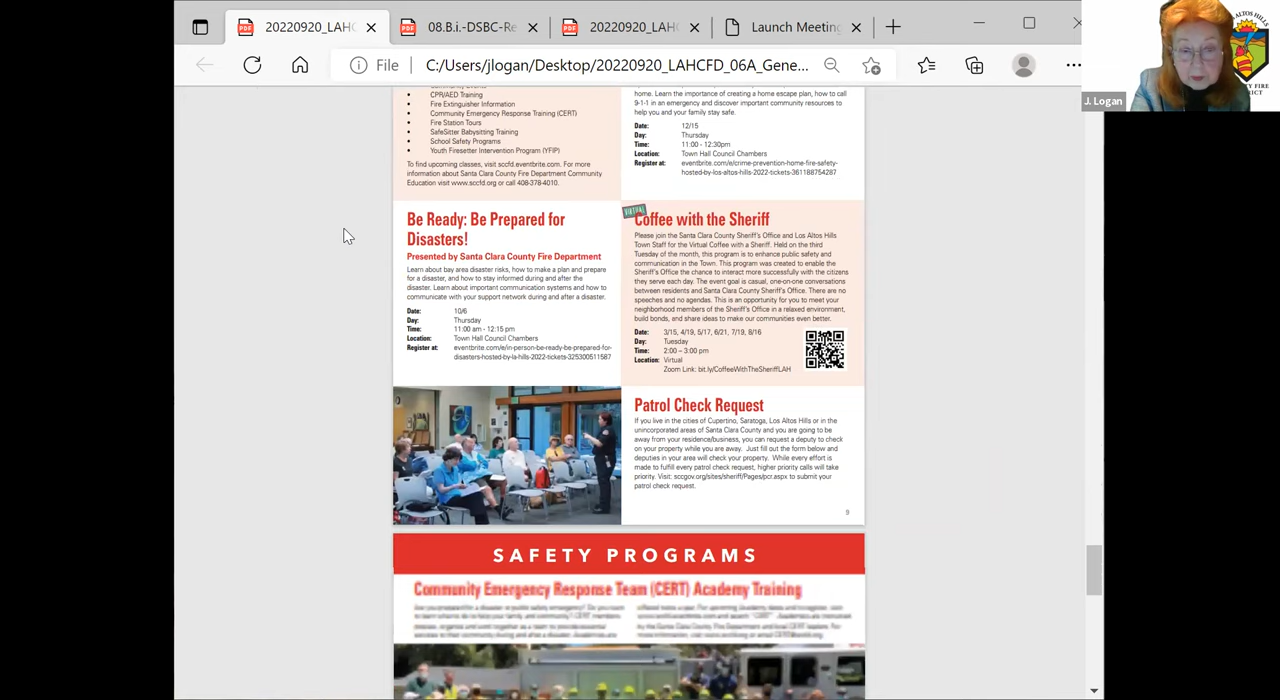 20220920_LAHC
08.B.i.-DSBC-Re
20220920_LAHC
Launch Meeting
File
C:/Users/jlogan/Desktop/20220920_LAHCFD_06A_Gene...
ALTOS HILLS
FIRE
J. Logan
• CPR/AED Training
• Fire Extinguisher Information
• Community Emergency Response Training (CERT)
• Fire Station Tours
• SafeSitter Babysitting Training
• School Safety Programs
• Youth Firesetter Intervention Program (YFIP)
To find upcoming classes, visit sccfd.eventbrite.com. For more
information about Santa Clara County Fire Department Community
Education visit www.sccfd.org or call 408-378-4010.
home. Learn the importance of creating a home escape plan, how to call
9-1-1 in an emergency and discover important community resources to
help you and your family stay safe.
Date: 12/15
Day: Thursday
Time: 11:00 - 12:30pm
Location: Town Hall Council Chambers
Register at: eventbrite.com/e/crime-prevention-home-fire-safety-
hosted-by-los-altos-hills-2022-tickets-361188754287
Be Ready: Be Prepared for
Disasters!
Presented by Santa Clara County Fire Department
Learn about bay area disaster risks, how to make a plan and prepare
for a disaster, and how to stay informed during and after the
disaster. Learn about important communication systems and how to
communicate with your support network during and after a disaster.
Date: 10/6
Day: Thursday
Time: 11:00 am - 12:15 pm
Location: Town Hall Council Chambers
Register at: eventbrite.com/e/in-person-be-ready-be-prepared-for-
disasters-hosted-by-la-hills-2022-tickets-325300511587
VIRTUAL
Coffee with the Sheriff
Please join the Santa Clara County Sheriff's Office and Los Altos Hills
Town Staff for the Virtual Coffee with a Sheriff. Held on the third
Tuesday of the month, this program is to enhance public safety and
communication in the Town. This program was created to enable the
Sheriff's Office the chance to interact more successfully with the citizens
they serve each day. The event goal is casual, one-on-one conversations
between residents and Santa Clara County Sheriff's Office. There are no
speeches and no agendas. This is an opportunity for you to meet your
neighborhood members of the Sheriff's Office in a relaxed environment,
build bonds, and share ideas to make our communities even better.
Date: 3/15, 4/19, 5/17, 6/21, 7/19, 8/16
Day: Tuesday
Time: 2:00 – 3:00 pm
Location: Virtual
Zoom Link: bit.ly/CoffeeWithTheSheriffLAH
Patrol Check Request
If you live in the cities of Cupertino, Saratoga, Los Altos Hills or in the
unincorporated areas of Santa Clara County and you are going to be
away from your residence/business, you can request a deputy to check
on your property while you are away. Just fill out the form below and
deputies in your area will check your property. While every effort is
made to fulfill every patrol check request, higher priority calls will take
priority. Visit: sccgov.org/sites/sheriff/Pages/pcr.aspx to submit your
patrol check request.
9
SAFETY PROGRAMS
Community Emergency Response Team (CERT) Academy Training